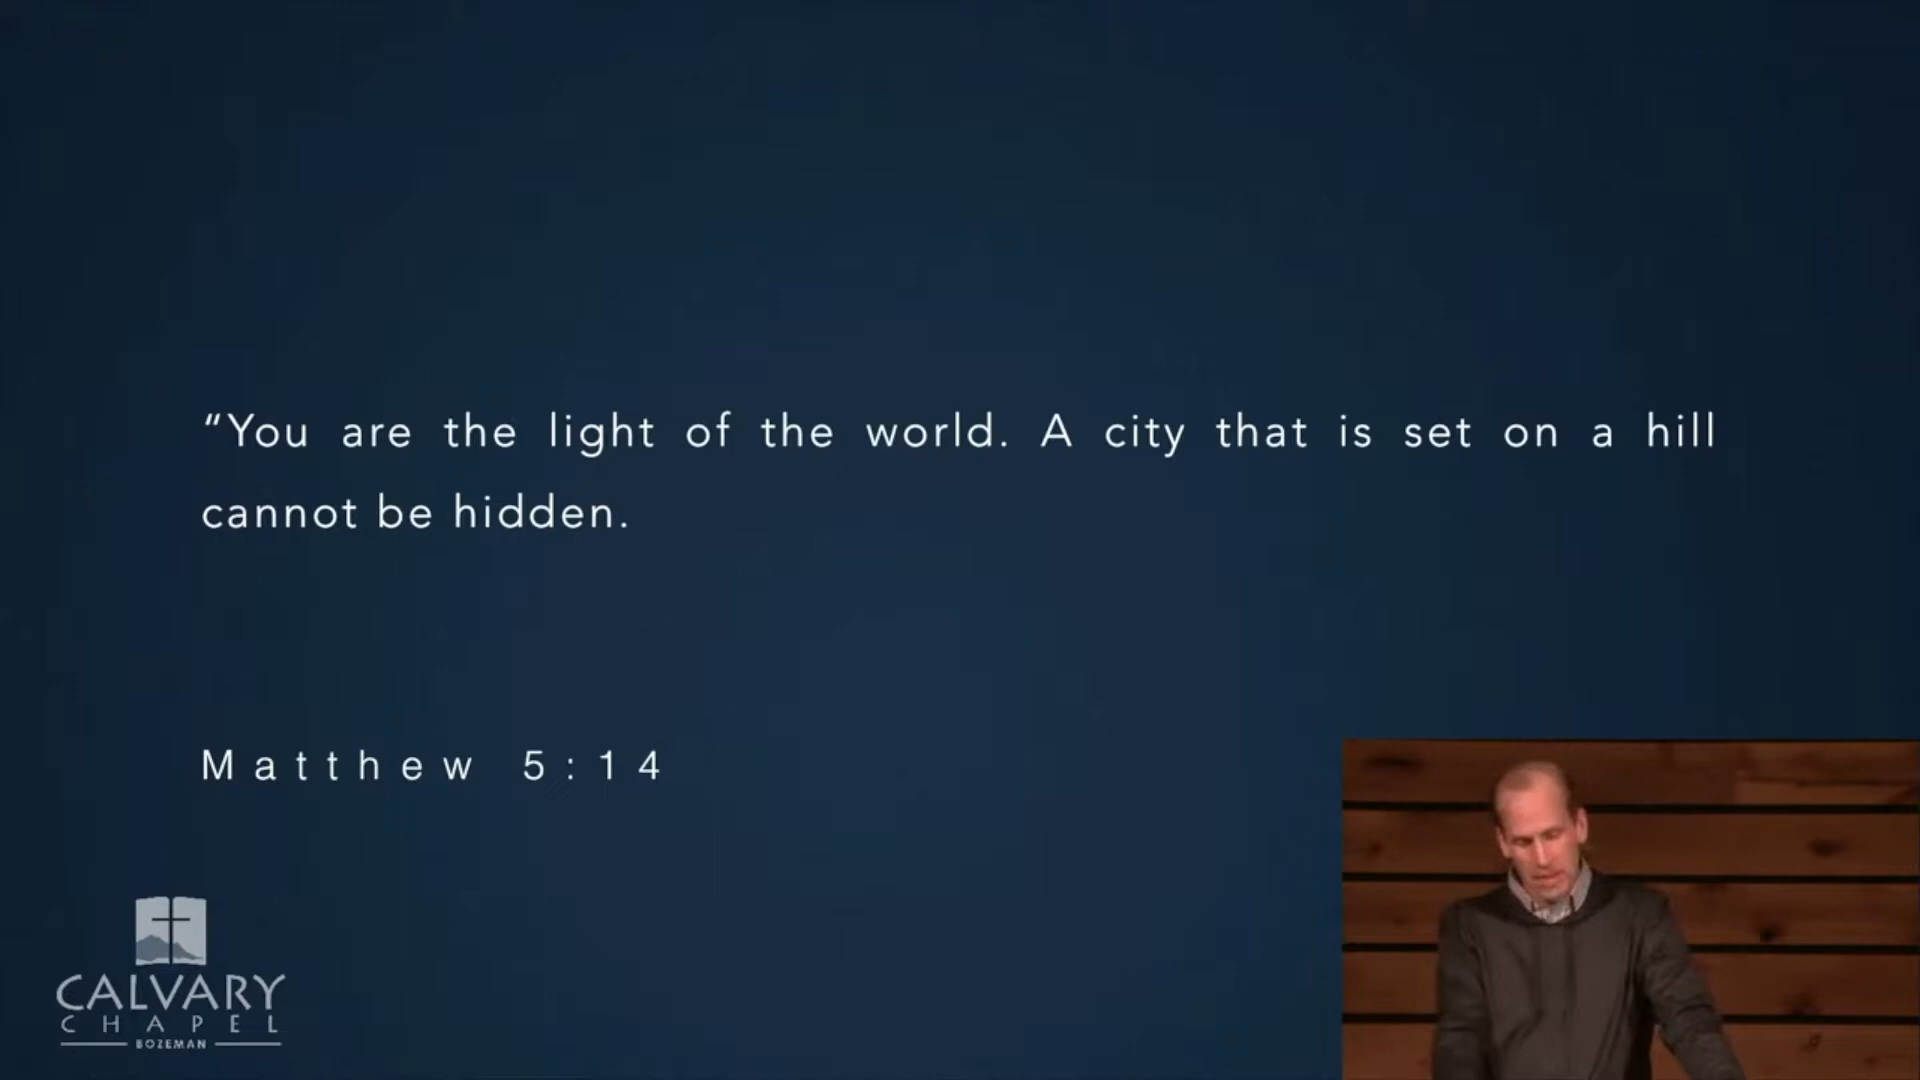 “You are the light of the world. A city that is set on a hill
cannot be hidden.
Matthew 5:14
CALVARY
CHAPEL
BOZEMAN